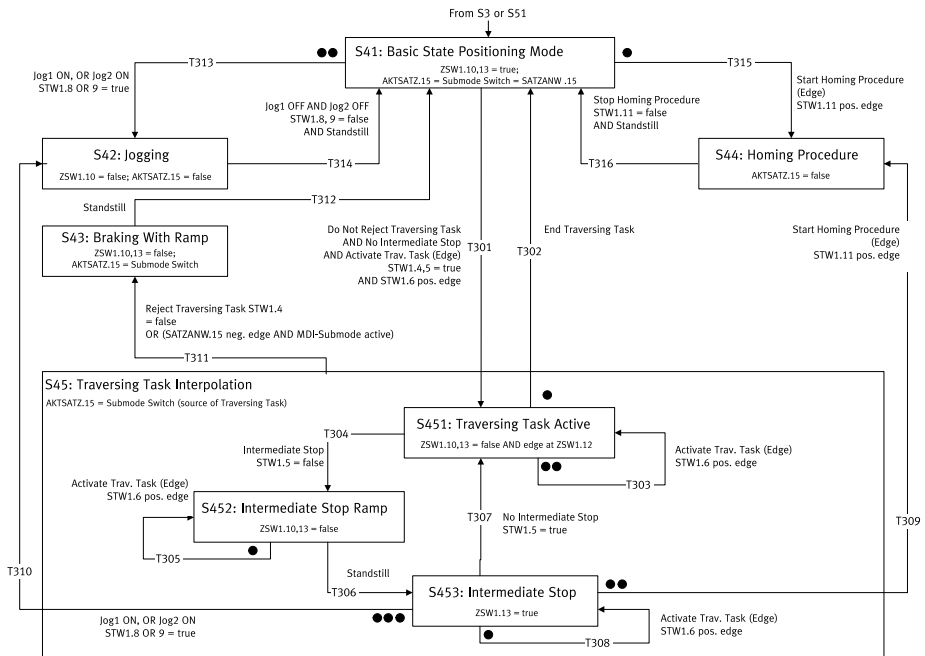 From S3 or S51
S41: Basic State Positioning Mode
ZSW1.10,13 = true;
AKTSATZ.15 = Submode Switch = SATZANW .15
T313
Jog1 ON, OR Jog2 ON
STW1.8 OR 9 = true
T315
Start Homing Procedure
(Edge)
STW1.11 pos. edge
Jog1 OFF AND Jog2 OFF
STW1.8, 9 = false
AND Standstill
Stop Homing Procedure
STW1.11 = false
AND Standstill
S42: Jogging
ZSW1.10 = false; AKTSATZ.15 = false
T314
T316
S44: Homing Procedure
AKTSATZ.15 = false
Standstill
T312
S43: Braking With Ramp
ZSW1.10,13 = false;
AKTSATZ.15 = Submode Switch
Do Not Reject Traversing Task
AND No Intermediate Stop
AND Activate Trav. Task (Edge)
STW1.4,5 = true
AND STW1.6 pos. edge
T301
End Traversing Task
T302
Start Homing Procedure
(Edge)
STW1.11 pos. edge
Reject Traversing Task STW1.4
= false
OR (SATZANW.15 neg. edge AND MDI-Submode active)
T311
S45: Traversing Task Interpolation
AKTSATZ.15 = Submode Switch (source of Traversing Task)
S451: Traversing Task Active
ZSW1.10,13 = false AND edge at ZSW1.12
T304
Intermediate Stop
STW1.5 = false
Activate Trav. Task (Edge)
STW1.6 pos. edge
T303
Activate Trav. Task (Edge)
STW1.6 pos. edge
S452: Intermediate Stop Ramp
ZSW1.10,13 = false
T305
T307
No Intermediate Stop
STW1.5 = true
T309
T310
Standstill
T306
S453: Intermediate Stop
ZSW1.13 = true
Jog1 ON, OR Jog2 ON
STW1.8 OR 9 = true
Activate Trav. Task (Edge)
STW1.6 pos. edge
T308